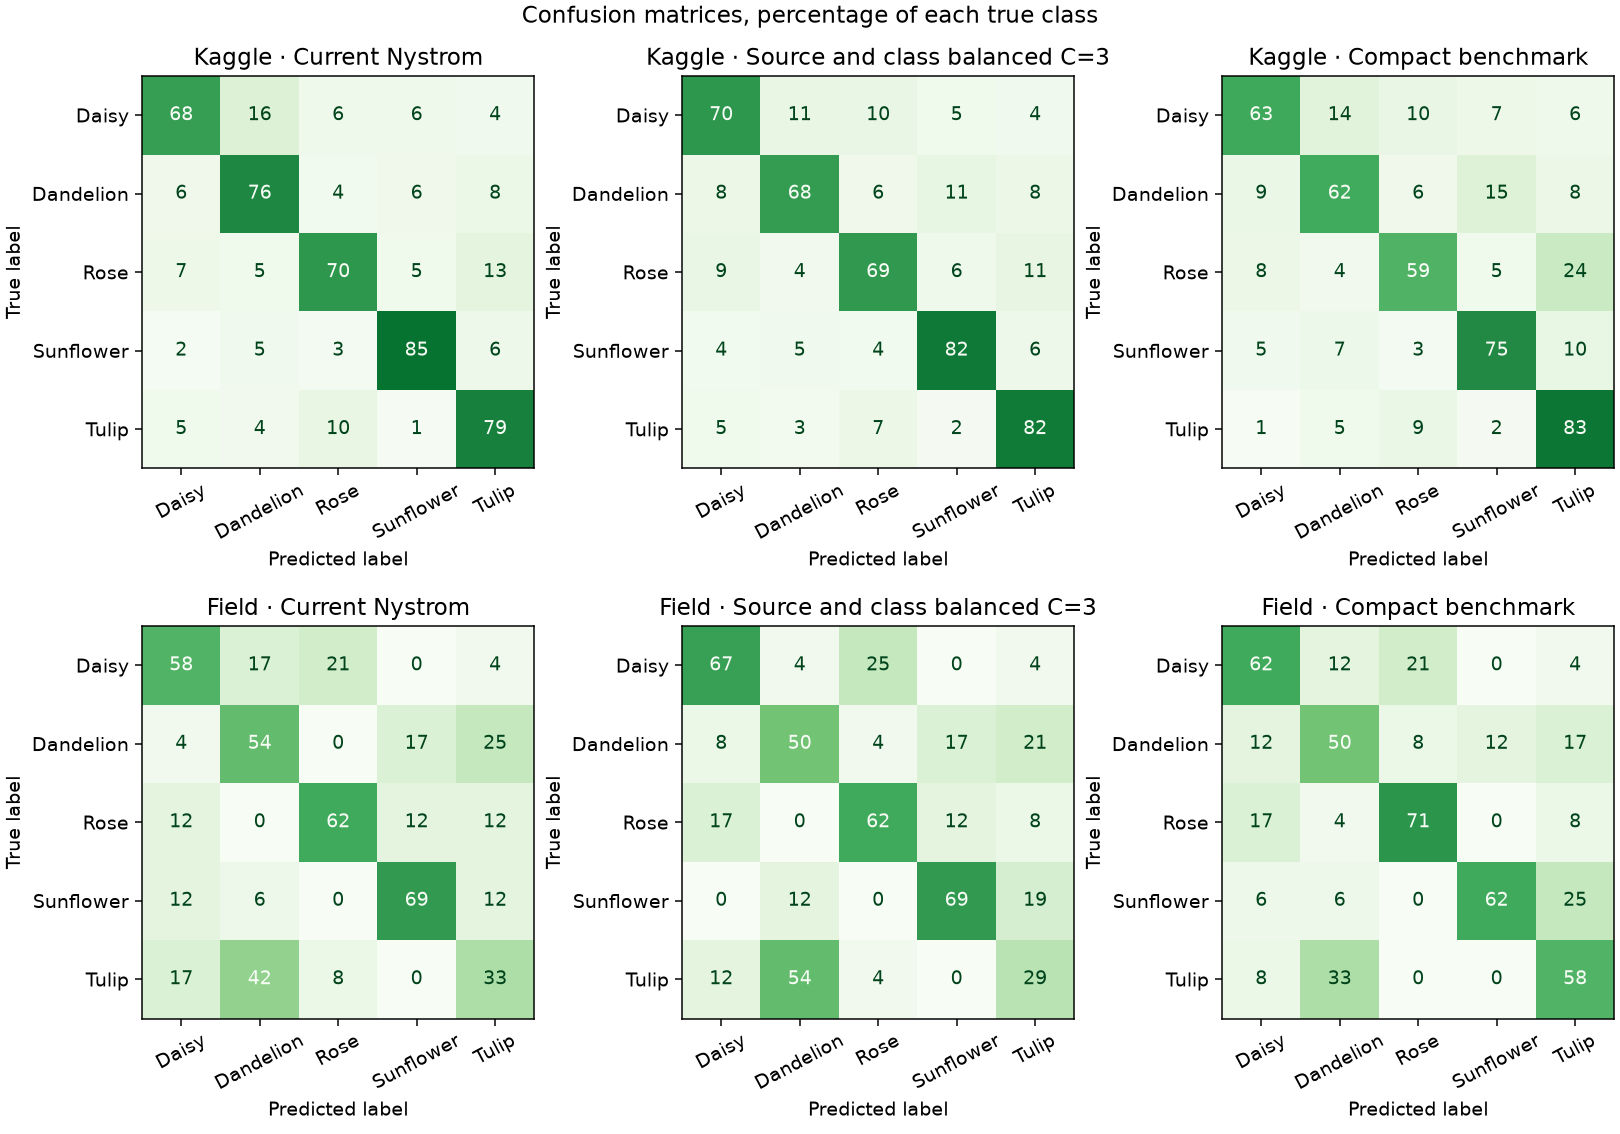 Confusion matrices, percentage of each true class
Kaggle · Current Nystrom
True label
Daisy 68 16 6 6 4
Dandelion 6 76 4 6 8
Rose 7 5 70 5 13
Sunflower 2 5 3 85 6
Tulip 5 4 10 1 79
Daisy Dandelion Rose Sunflower Tulip
Predicted label
Kaggle · Source and class balanced C=3
True label
Daisy 70 11 10 5 4
Dandelion 8 68 6 11 8
Rose 9 4 69 6 11
Sunflower 4 5 4 82 6
Tulip 5 3 7 2 82
Daisy Dandelion Rose Sunflower Tulip
Predicted label
Kaggle · Compact benchmark
True label
Daisy 63 14 10 7 6
Dandelion 9 62 6 15 8
Rose 8 4 59 5 24
Sunflower 5 7 3 75 10
Tulip 1 5 9 2 83
Daisy Dandelion Rose Sunflower Tulip
Predicted label
Field · Current Nystrom
True label
Daisy 58 17 21 0 4
Dandelion 4 54 0 17 25
Rose 12 0 62 12 12
Sunflower 12 6 0 69 12
Tulip 17 42 8 0 33
Daisy Dandelion Rose Sunflower Tulip
Predicted label
Field · Source and class balanced C=3
True label
Daisy 67 4 25 0 4
Dandelion 8 50 4 17 21
Rose 17 0 62 12 8
Sunflower 0 12 0 69 19
Tulip 12 54 4 0 29
Daisy Dandelion Rose Sunflower Tulip
Predicted label
Field · Compact benchmark
True label
Daisy 62 12 21 0 4
Dandelion 12 50 8 12 17
Rose 17 4 71 0 8
Sunflower 6 6 0 62 25
Tulip 8 33 0 0 58
Daisy Dandelion Rose Sunflower Tulip
Predicted label